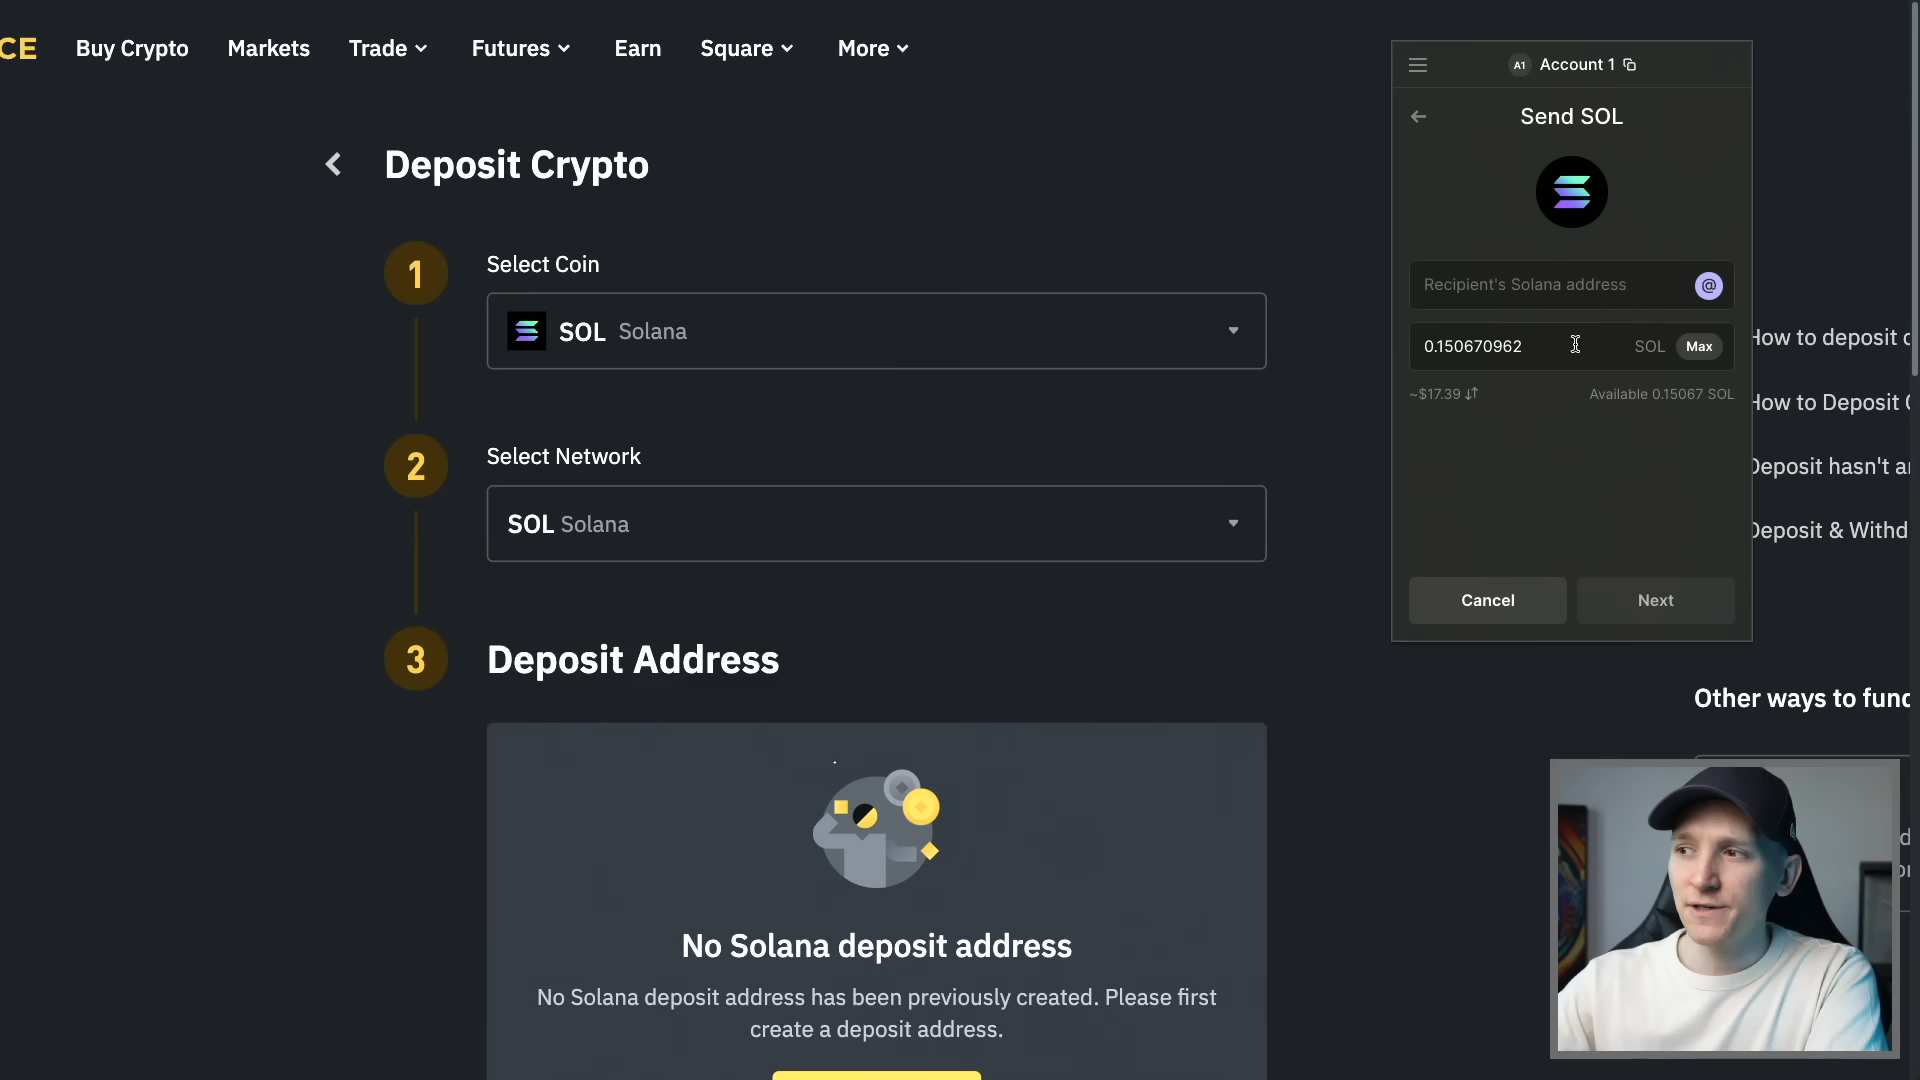 CE
Buy Crypto
Markets
Trade
Futures
Earn
Square
More
Deposit Crypto
1
Select Coin
SOL Solana
2
Select Network
SOL Solana
3
Deposit Address
No Solana deposit address
No Solana deposit address has been previously created. Please first
create a deposit address.
A1 Account 1
Send SOL
Recipient's Solana address @
0.150670962 SOL Max
~$17.39 Available 0.15067 SOL
Cancel
Next
How to deposit
How to Deposit
Deposit hasn't
Deposit & Withd
Other ways to fund